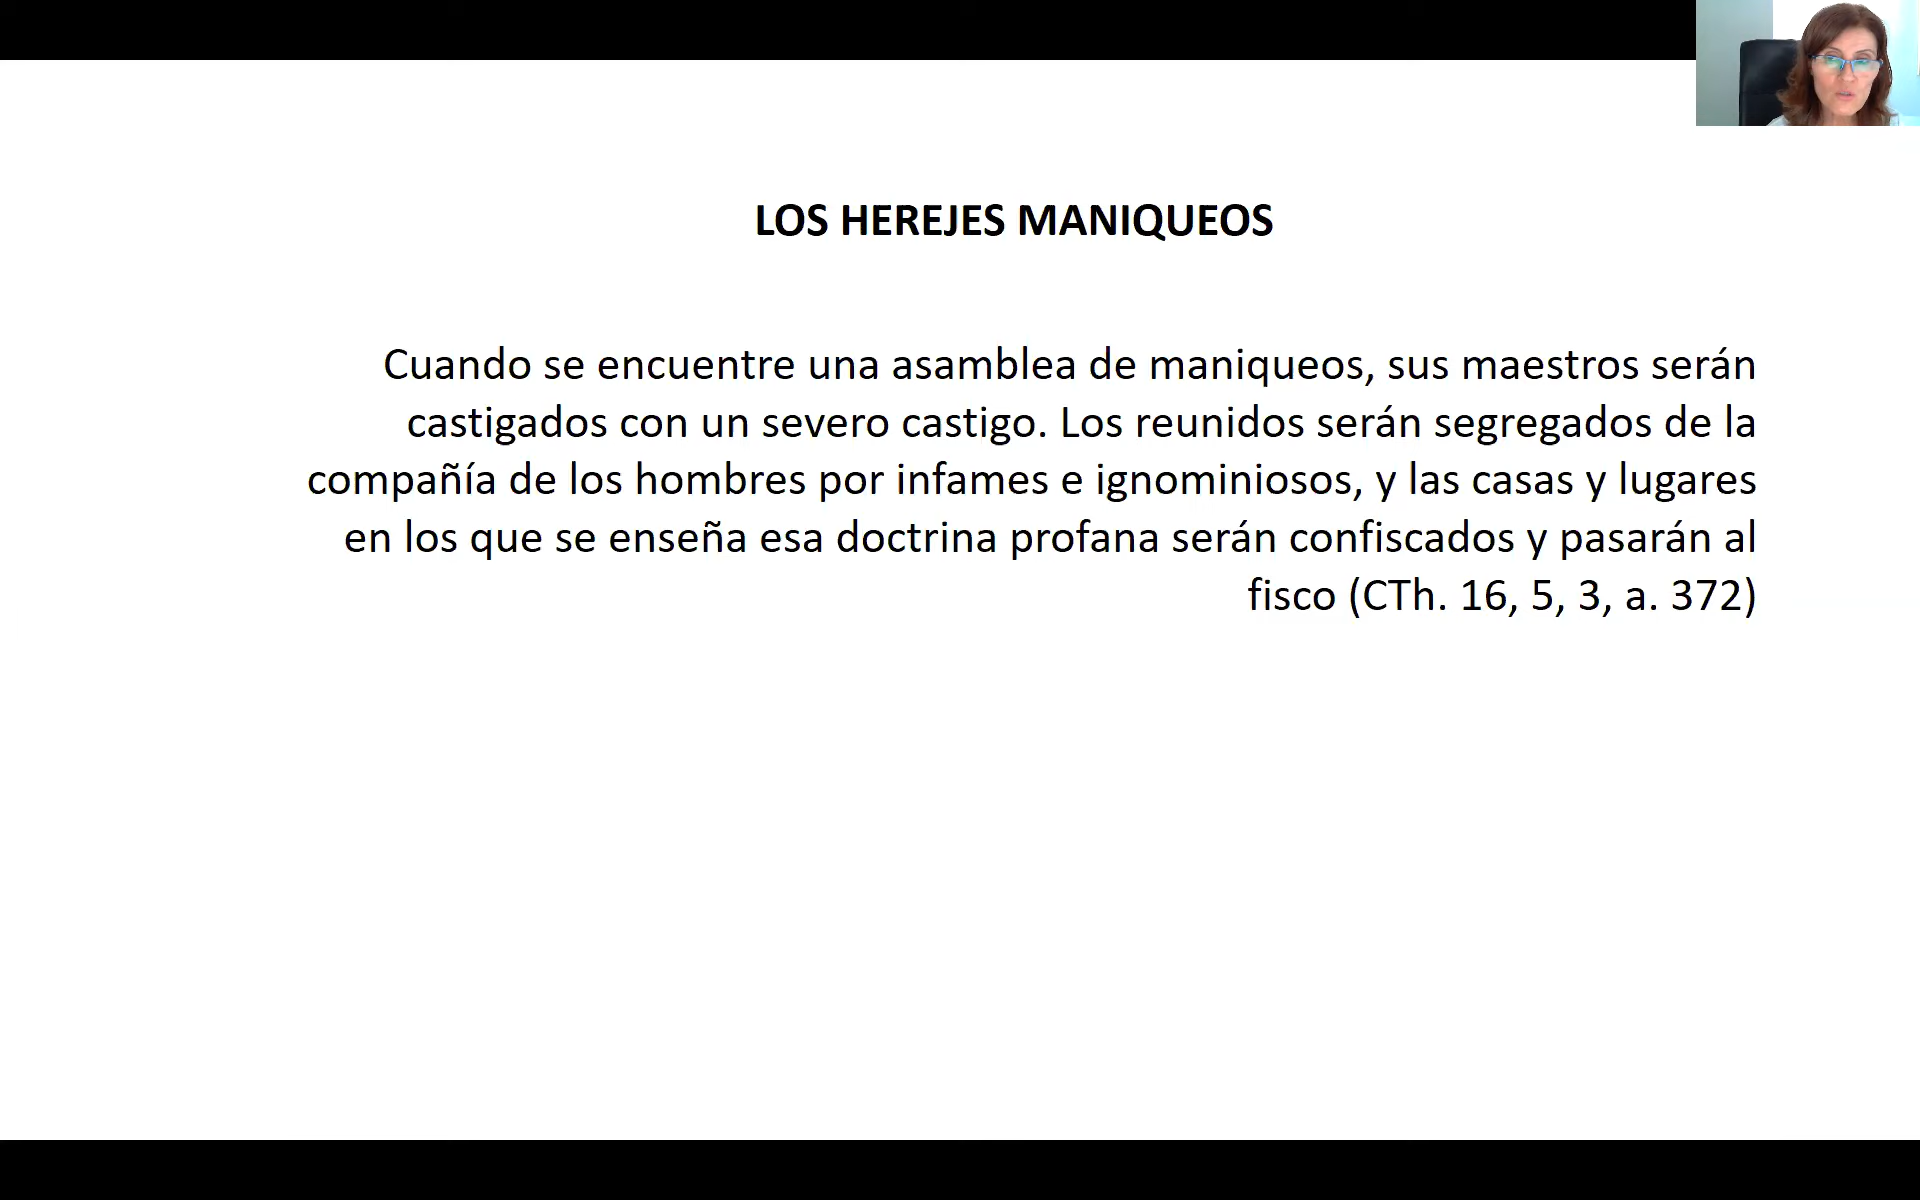 LOS HEREJES MANIQUEOS
Cuando se encuentre una asamblea de maniqueos, sus maestros serán
castigados con un severo castigo. Los reunidos serán segregados de la
compañía de los hombres por infames e ignominiosos, y las casas y lugares
en los que se enseña esa doctrina profana serán confiscados y pasarán al
fisco (CTh. 16, 5, 3, a. 372)